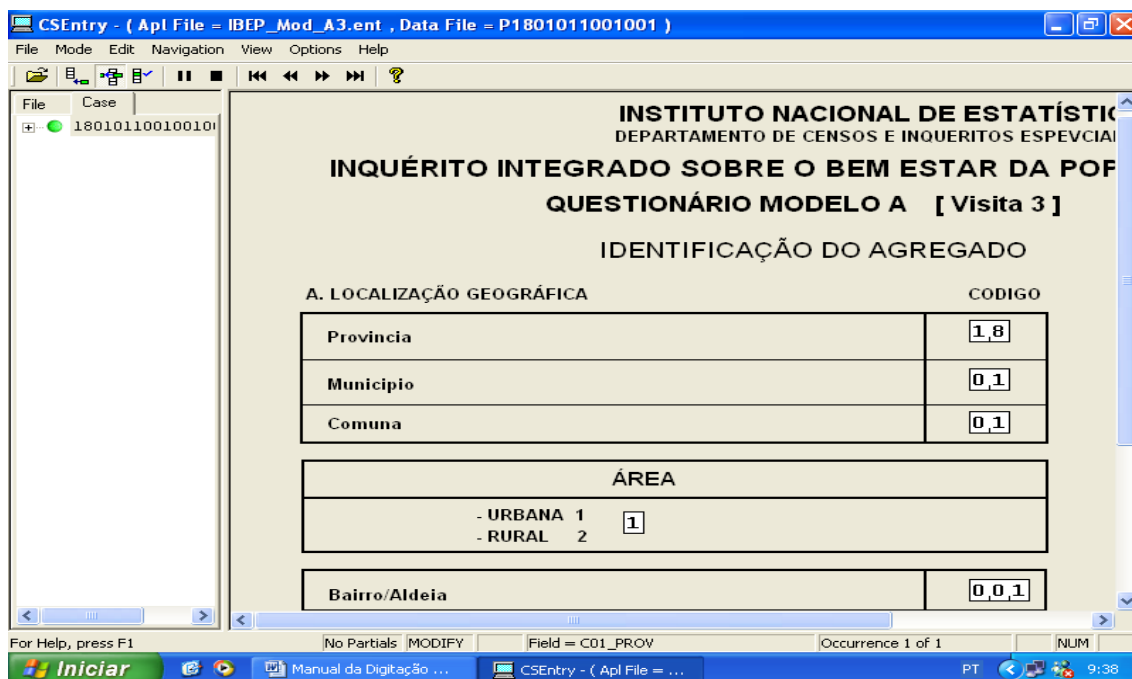 CSEntry - ( Apl File = IBEP_Mod_A3.ent , Data File = P1801011001001 )
File Mode Edit Navigation View Options Help
File Case
INSTITUTO NACIONAL DE ESTATÍSTIC
DEPARTAMENTO DE CENSOS E INQUERITOS ESPEVCIAI
INQUÉRITO INTEGRADO SOBRE O BEM ESTAR DA POP
QUESTIONÁRIO MODELO A [ Visita 3 ]
IDENTIFICAÇÃO DO AGREGADO
A. LOCALIZAÇÃO GEOGRÁFICA CODIGO
Provincia 1,8
Municipio 0,1
Comuna 0,1
ÁREA
- URBANA 1
1
- RURAL 2
Bairro/Aldeia 0,0,1
For Help, press F1 No Partials MODIFY Field = C01_PROV Occurrence 1 of 1 NUM
Iniciar Manual da Digitação ... CSEntry - ( Apl File = ... PT 9:38